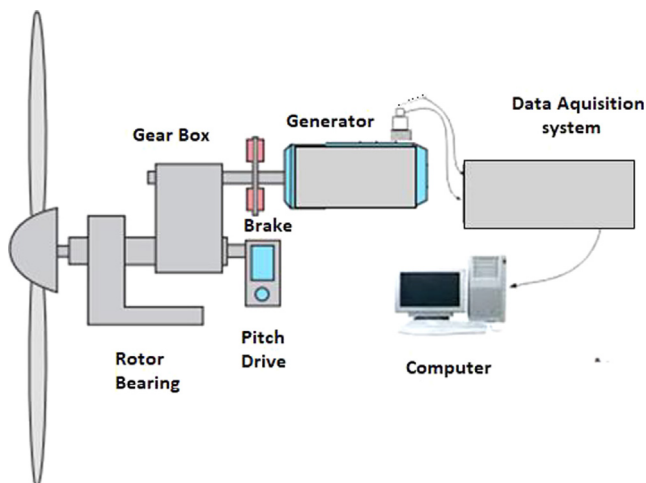 Data Aquisition
system
Generator
Gear Box
Brake
Pitch
Drive
Rotor
Bearing
Computer